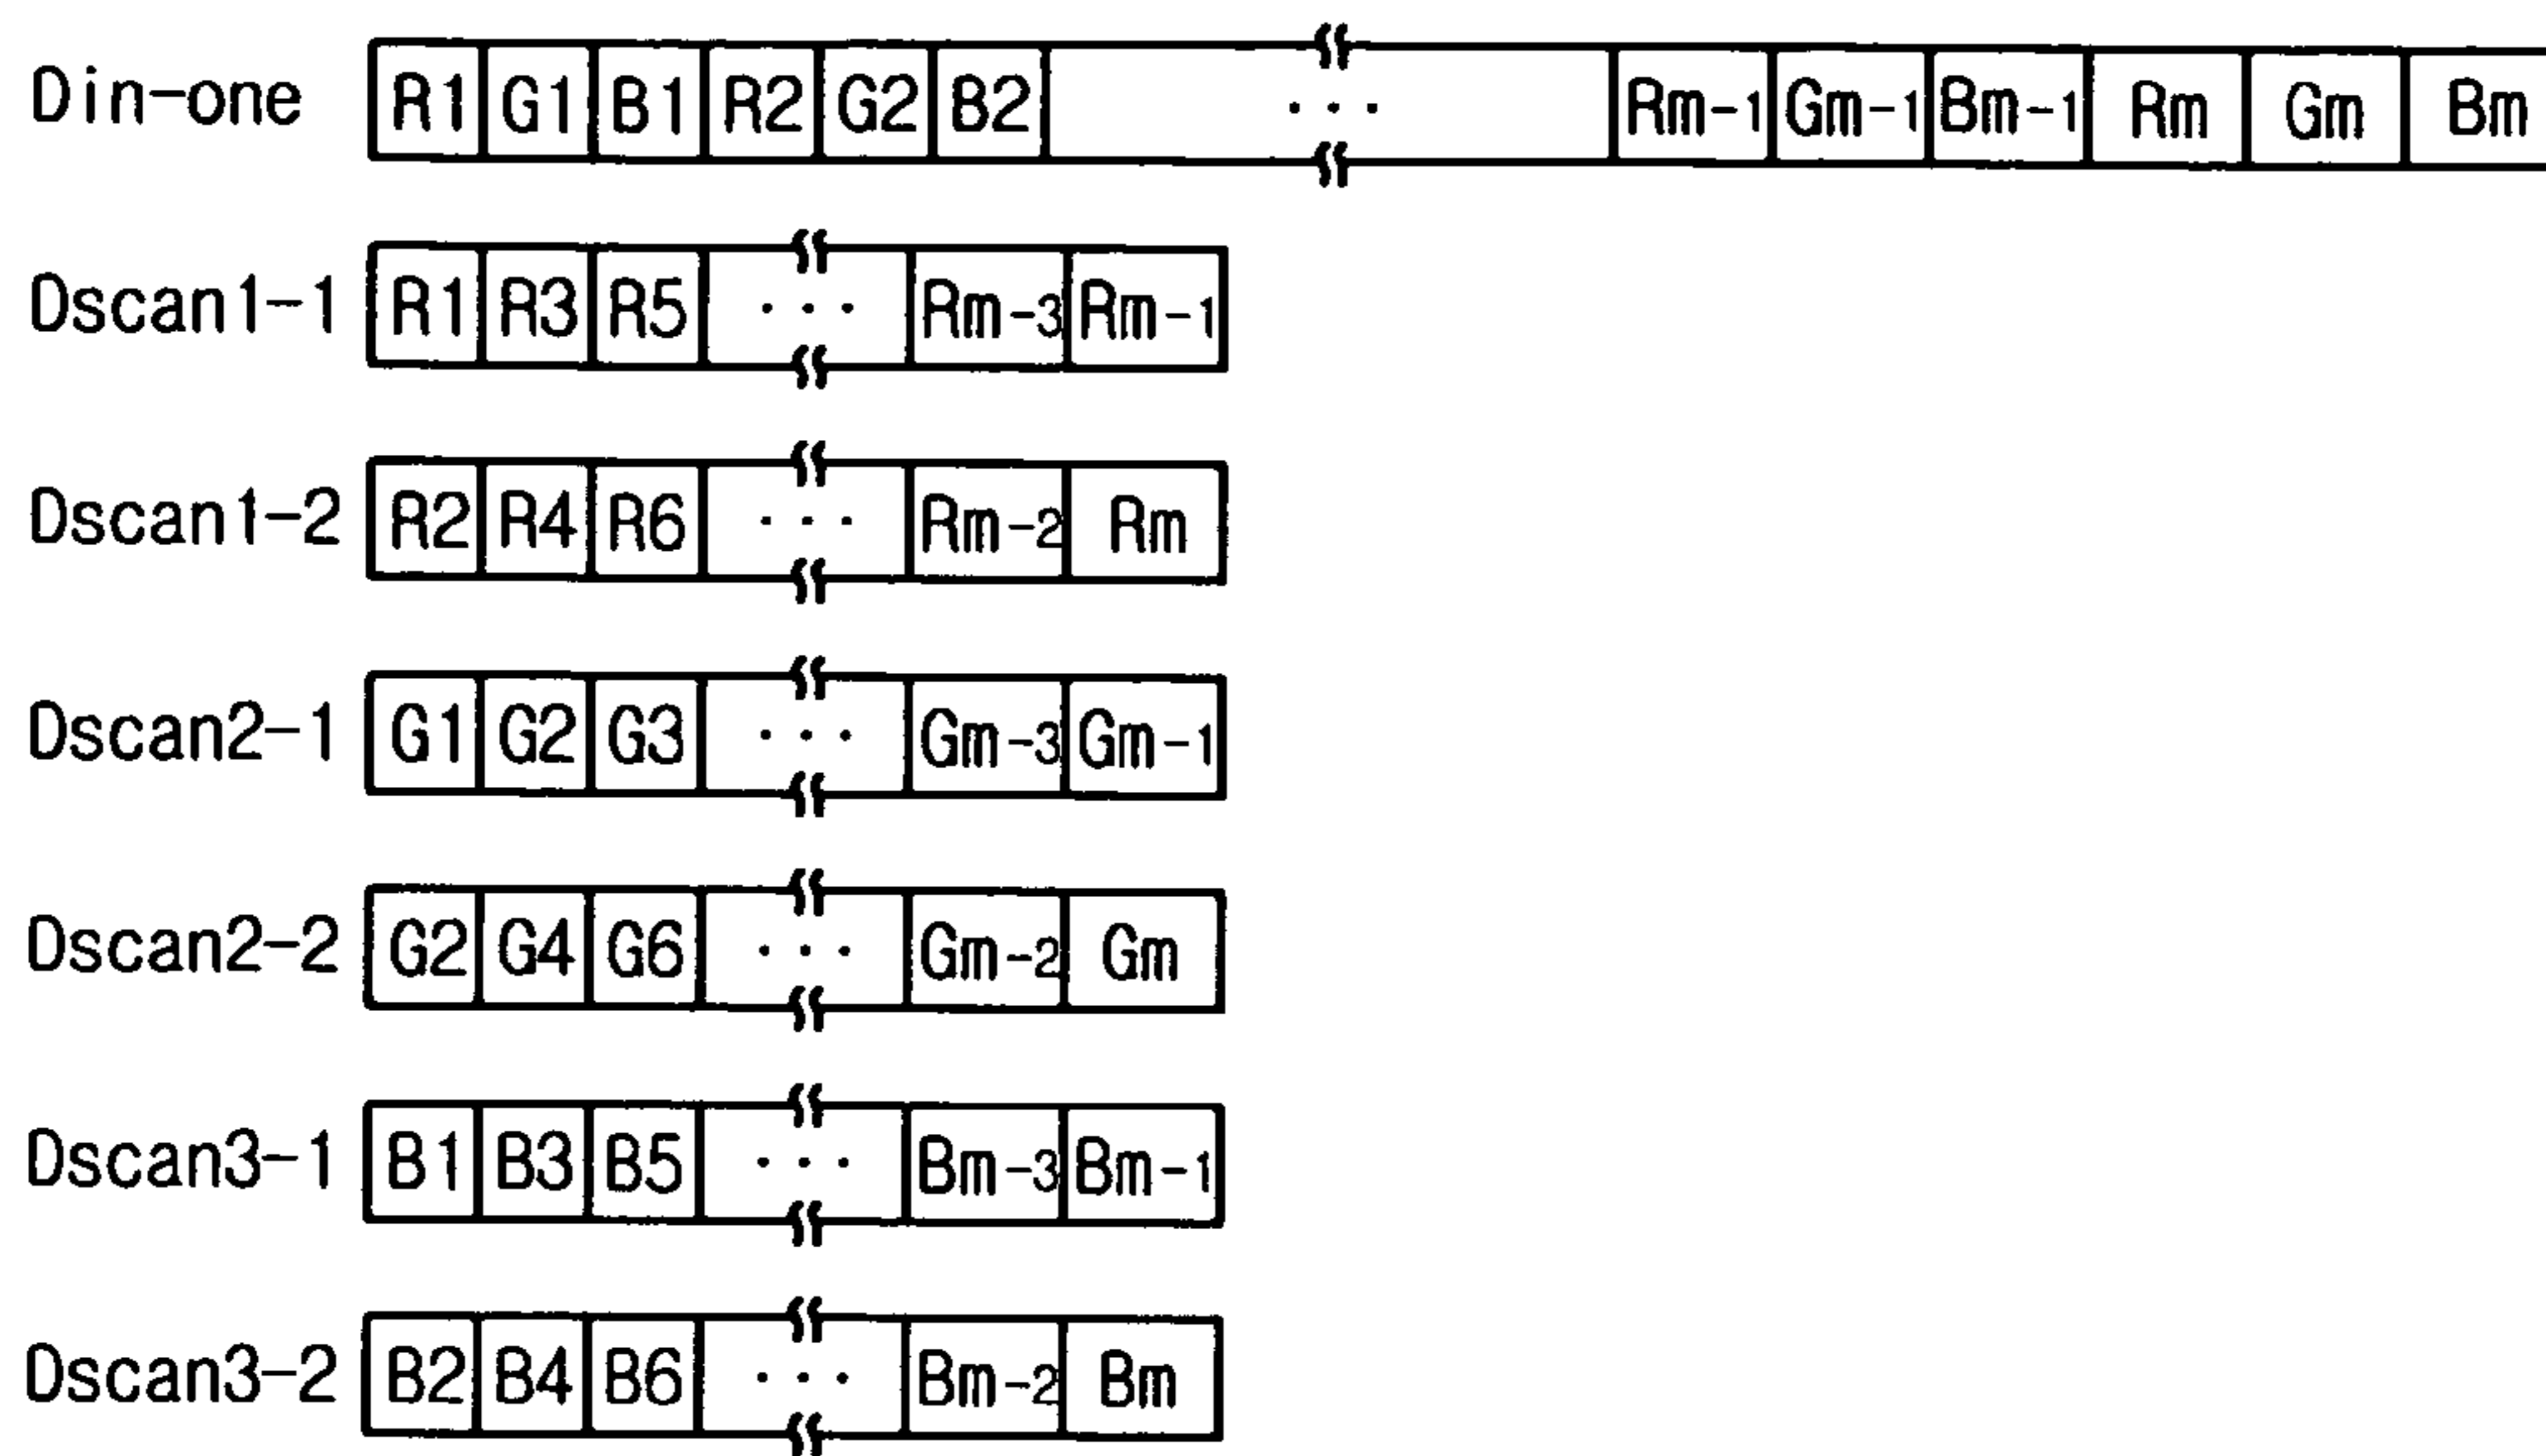 Din-one R1 G1 B1 R2 G2 B2 ··· Rm-1 Gm-1 Bm-1 Rm Gm Bm
Dscan1-1 R1 R3 R5 ··· Rm-3 Rm-1
Dscan1-2 R2 R4 R6 ··· Rm-2 Rm
Dscan2-1 G1 G2 G3 ··· Gm-3 Gm-1
Dscan2-2 G2 G4 G6 ··· Gm-2 Gm
Dscan3-1 B1 B3 B5 ··· Bm-3 Bm-1
Dscan3-2 B2 B4 B6 ··· Bm-2 Bm